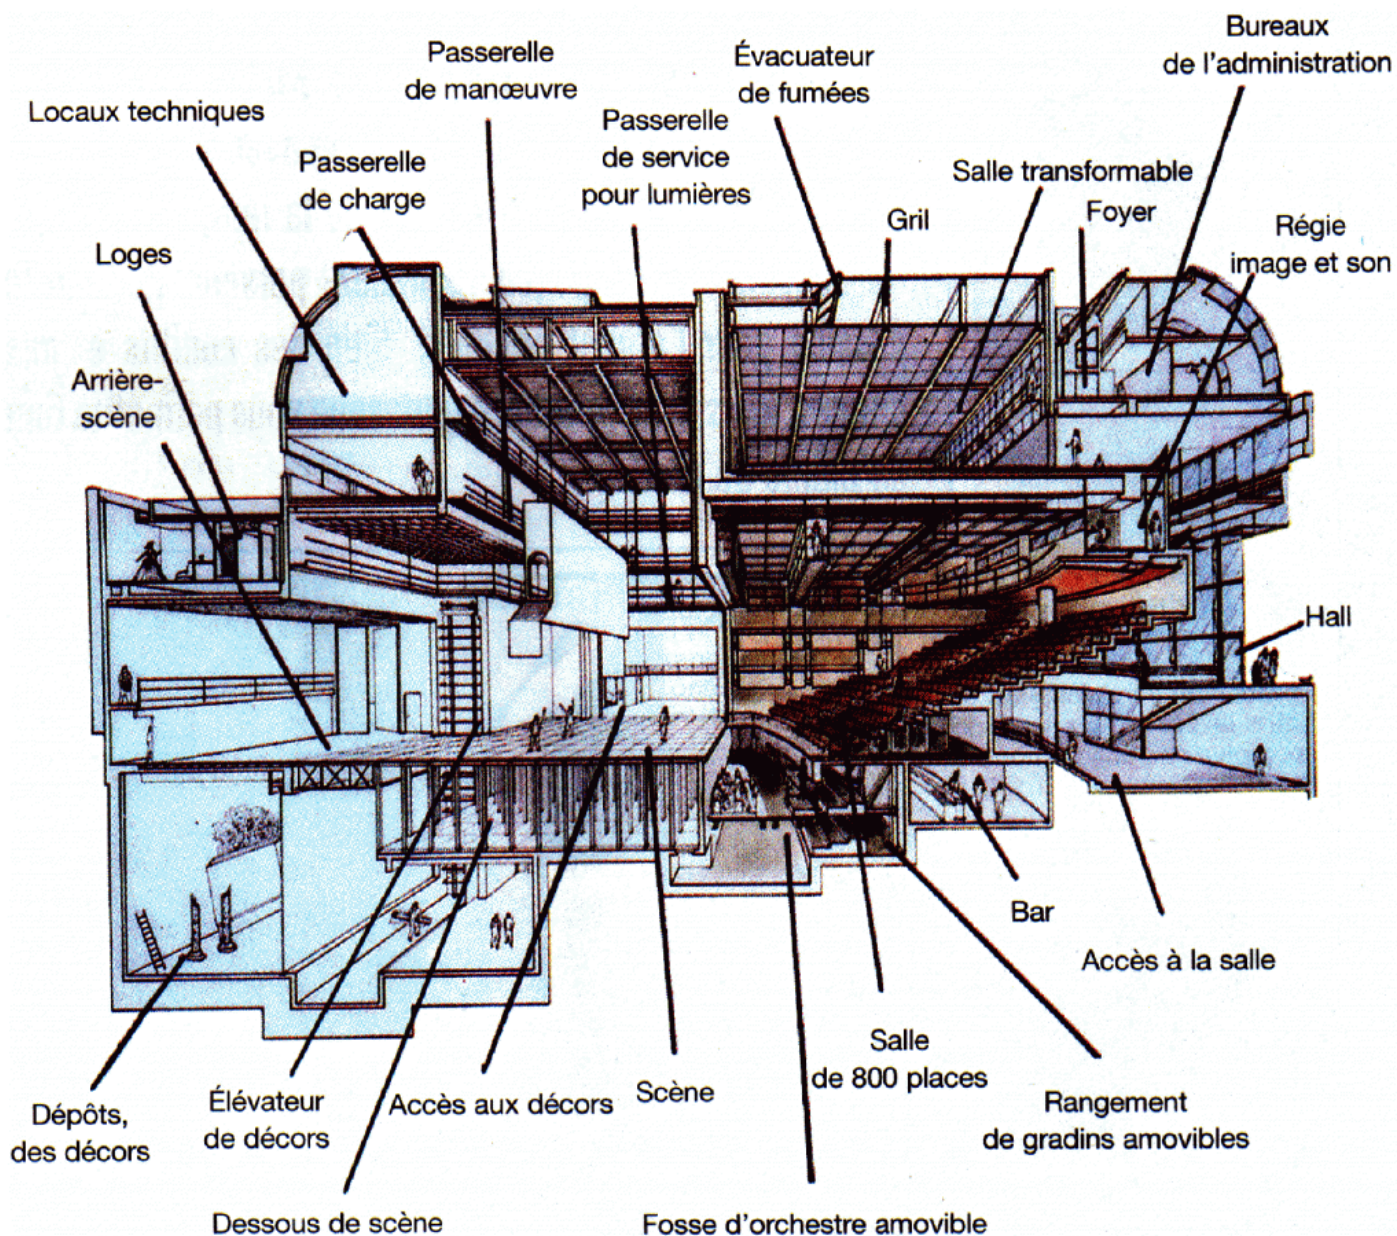 Bureaux
de l'administration
Passerelle
de manœuvre
Évacuateur
de fumées
Locaux techniques
Passerelle
de service
pour lumières
Passerelle
de charge
Salle transformable
Foyer
Gril
Régie
image et son
Loges
Arrière-
scène
Hall
Bar
Accès à la salle
Salle
de 800 places
Scène
Accès aux décors
Élévateur
de décors
Dépôts,
des décors
Rangement
de gradins amovibles
Dessous de scène
Fosse d'orchestre amovible